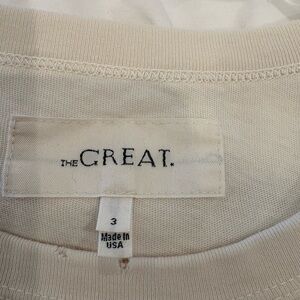 THE GREAT.
3
Made in
USA